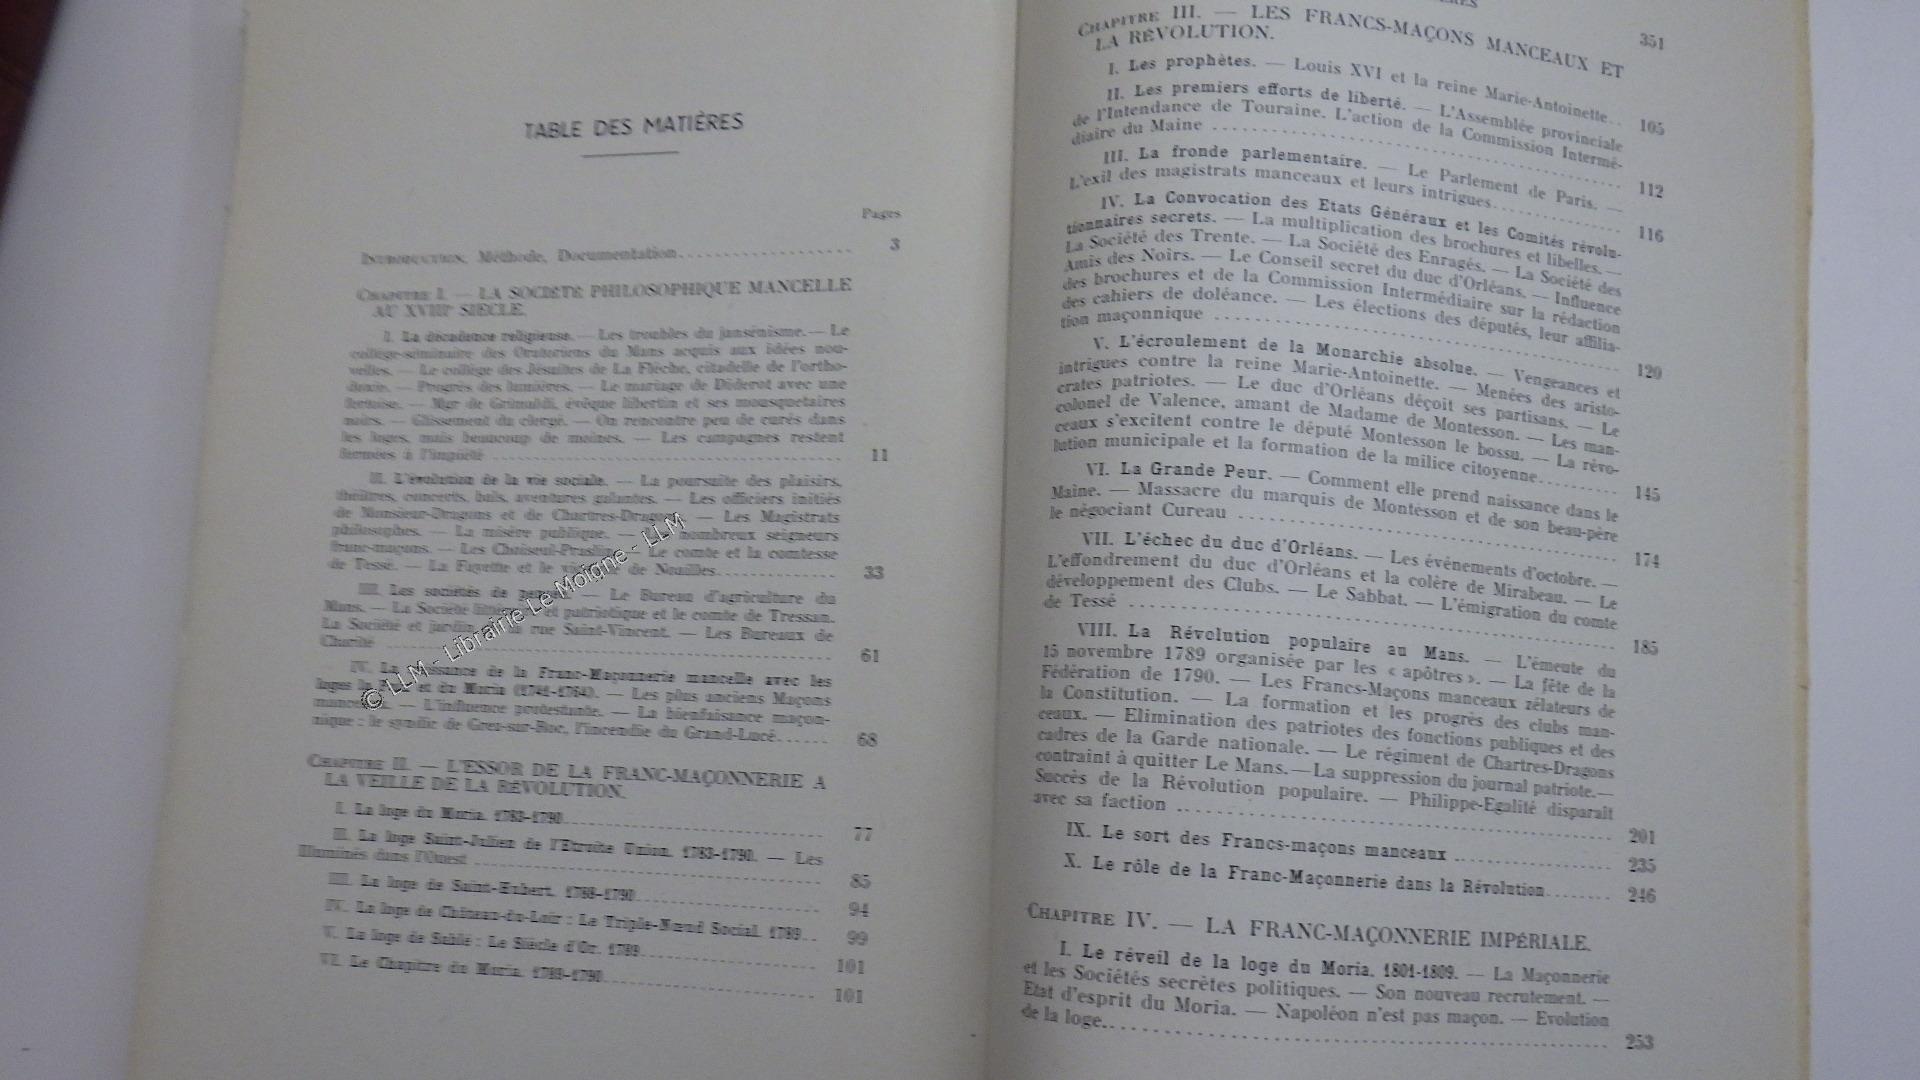 TABLE DES MATIÈRES
Pages
INTRODUCTION. Méthode, Documentation. 3
CHAPITRE I. — LA SOCIÉTÉ PHILOSOPHIQUE MANCELLE
AU XVIIIe SIÈCLE.
I. La décadence religieuse. — Les troubles du jansénisme. — Le
collège-séminaire des Oratoriens du Mans acquis aux idées nou-
velles. — Le collège des Jésuites de La Flèche, citadelle de l'ortho-
doxie. — Progrès des lumières. — Le mariage de Diderot avec une
fertoise. — Mgr de Grimaldi, évêque libertin et ses mousquetaires
noirs. — Glissement du clergé. — On rencontre peu de curés dans
les loges, mais beaucoup de moines. — Les campagnes restent
fermées à l'impiété 11
II. L'évolution de la vie sociale. — La poursuite des plaisirs,
théâtres, concerts, bals, aventures galantes. — Les officiers initiés
de Monsieur-Dragons et de Chartres-Dragons. — Les Magistrats
philosophes. — La misère publique. — nombreux seigneurs
franc-maçons. — Les Choiseul-Praslin. — Le comte et la comtesse
de Tessé. — La Fayette et le vicomte de Noailles. 33
III. Les sociétés de pensée. — Le Bureau d'agriculture du
Mans. — La Société littéraire et patriotique et le comte de Tressan.
La Société et jardin de la rue Saint-Vincent. — Les Bureaux de
Charité 61
IV. La naissance de la Franc-Maçonnerie mancelle avec les
loges et du Moria (1744-1764). — Les plus anciens Maçons
manceaux. — L'influence protestante. — La bienfaisance maçon-
nique : le syndic de Grez-sur-Roc, l'incendie du Grand-Lucé. 68
CHAPITRE II. — L'ESSOR DE LA FRANC-MAÇONNERIE A
LA VEILLE DE LA RÉVOLUTION.
I. La loge du Moria. 1783-1790 77
II. La loge Saint-Julien de l'Etroite Union. 1783-1790. — Les
Illuminés dans l'Ouest 85
III. La loge de Saint-Hubert. 1788-1790 94
IV. La loge de Château-du-Loir : Le Triple-Nœud Social. 1789. 99
V. La loge de Sablé : Le Siècle d'Or. 1789 101
VI. Le Chapitre du Moria. 1789-1790 101
© LLM - Librairie Le Moigne - LLM
351
CHAPITRE III. — LES FRANCS-MAÇONS MANCEAUX ET
LA RÉVOLUTION.
I. Les prophètes. — Louis XVI et la reine Marie-Antoinette. 105
II. Les premiers efforts de liberté. — L'Assemblée provinciale
de l'Intendance de Touraine. L'action de la Commission Intermé-
diaire du Maine 112
III. La fronde parlementaire. — Le Parlement de Paris. —
L'exil des magistrats manceaux et leurs intrigues. 116
IV. La Convocation des Etats Généraux et les Comités révolu-
tionnaires secrets. — La multiplication des brochures et libelles. —
La Société des Trente. — La Société des Enragés. — La Société des
Amis des Noirs. — Le Conseil secret du duc d'Orléans. — Influence
des brochures et de la Commission Intermédiaire sur la rédaction
des cahiers de doléance. — Les élections des députés, leur affilia-
tion maçonnique 120
V. L'écroulement de la Monarchie absolue. — Vengeances et
intrigues contre la reine Marie-Antoinette. — Menées des aristo-
crates patriotes. — Le duc d'Orléans déçoit ses partisans. — Le
colonel de Valence, amant de Madame de Montesson. — Les man-
ceaux s'excitent contre le député Montesson le bossu. — La révo-
lution municipale et la formation de la milice citoyenne. 145
VI. La Grande Peur. — Comment elle prend naissance dans le
Maine. — Massacre du marquis de Montesson et de son beau-père
le négociant Cureau 174
VII. L'échec du duc d'Orléans. — Les événements d'octobre. —
L'effondrement du duc d'Orléans et la colère de Mirabeau. — Le
développement des Clubs. — Le Sabbat. — L'émigration du comte
de Tessé 185
VIII. La Révolution populaire au Mans. — L'émeute du
15 novembre 1789 organisée par les « apôtres ». — La fête de la
Fédération de 1790. — Les Francs-Maçons manceaux zélateurs de
la Constitution. — La formation et les progrès des clubs man-
ceaux. — Elimination des patriotes des fonctions publiques et des
cadres de la Garde nationale. — Le régiment de Chartres-Dragons
contraint à quitter Le Mans. — La suppression du journal patriote. —
Succès de la Révolution populaire. — Philippe-Egalité disparaît
avec sa faction 201
IX. Le sort des Francs-maçons manceaux 235
X. Le rôle de la Franc-Maçonnerie dans la Révolution. 246
CHAPITRE IV. — LA FRANC-MAÇONNERIE IMPÉRIALE.
I. Le réveil de la loge du Moria. 1801-1809. — La Maçonnerie
et les Sociétés secrètes politiques. — Son nouveau recrutement. —
Etat d'esprit du Moria. — Napoléon n'est pas maçon. — Evolution
de la loge. 253